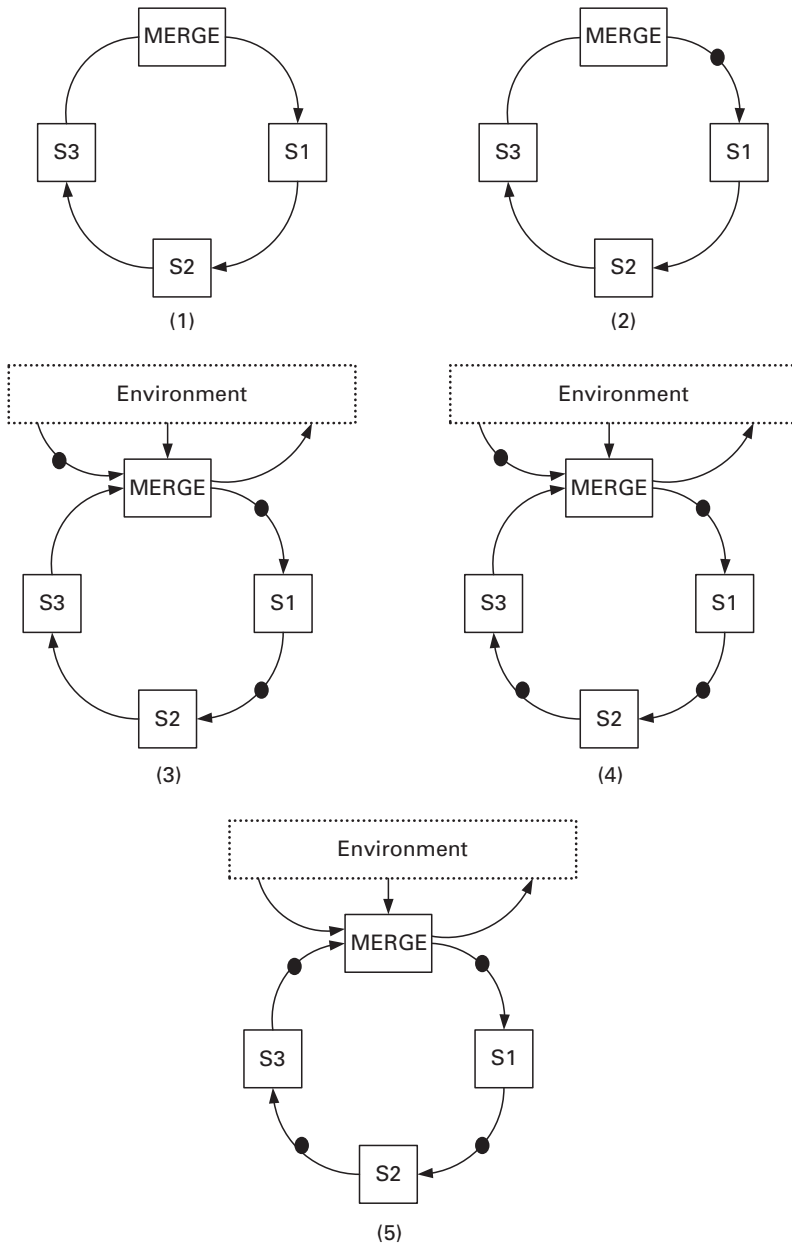 MERGE
MERGE
S3
S1
S3
S1
S2
S2
(1)
(2)
Environment
Environment
MERGE
MERGE
S3
S1
S3
S1
S2
S2
(3)
(4)
Environment
MERGE
S3
S1
S2
(5)